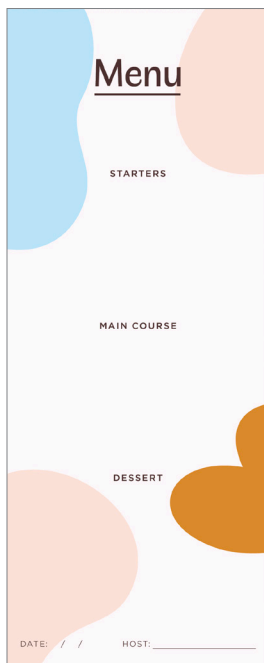 Menu
STARTERS
MAIN COURSE
DESSERT
DATE: / / HOST: